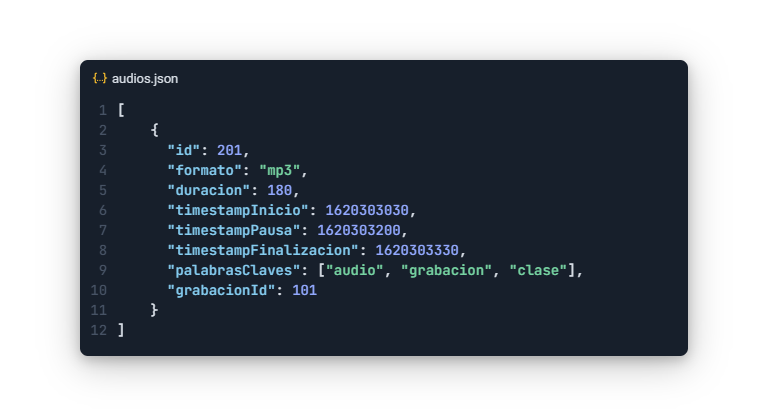 {..} audios.json
1 [
2     {
3       "id": 201,
4       "formato": "mp3",
5       "duracion": 180,
6       "timestampInicio": 1620303030,
7       "timestampPausa": 1620303200,
8       "timestampFinalizacion": 1620303330,
9       "palabrasClaves": ["audio", "grabacion", "clase"],
10       "grabacionId": 101
11     }
12 ]